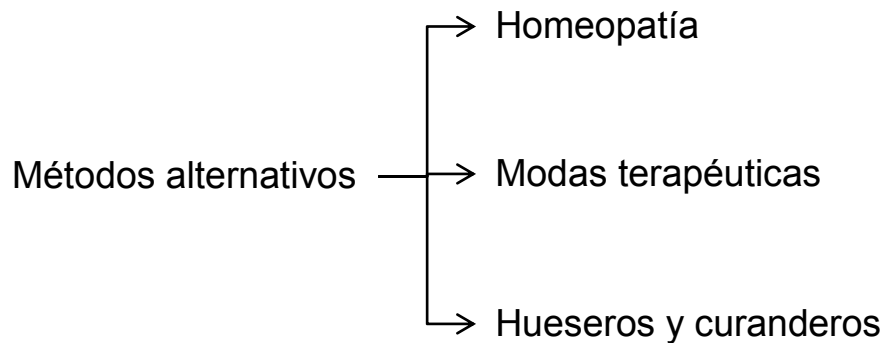 Homeopatía
Métodos alternativos
Modas terapéuticas
Hueseros y curanderos